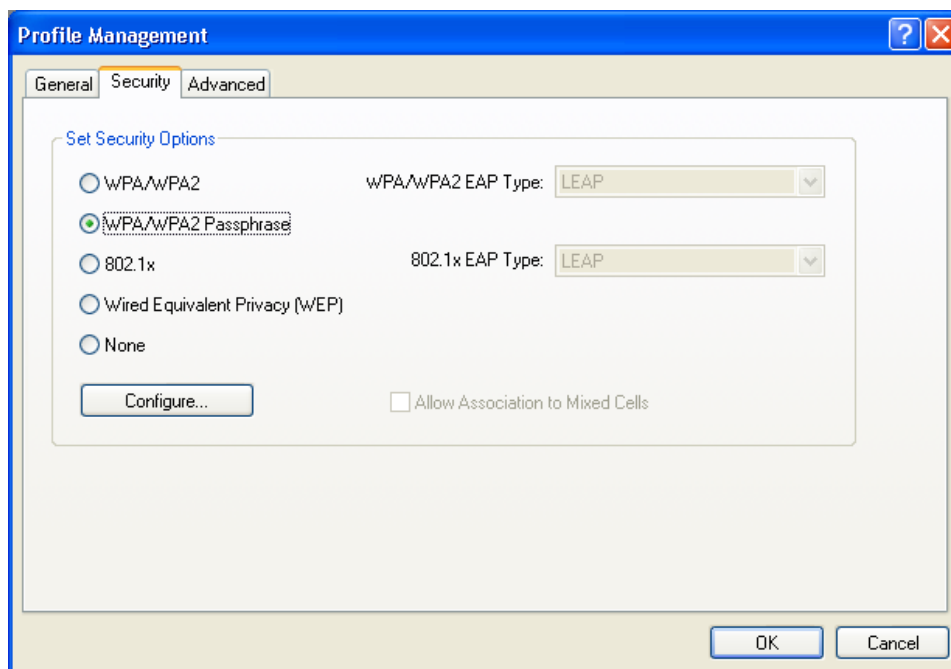 Profile Management
General Security Advanced
Set Security Options
WPA/WPA2 WPA/WPA2 EAP Type: LEAP
WPA/WPA2 Passphrase
802.1x 802.1x EAP Type: LEAP
Wired Equivalent Privacy (WEP)
None
Configure... Allow Association to Mixed Cells
OK Cancel